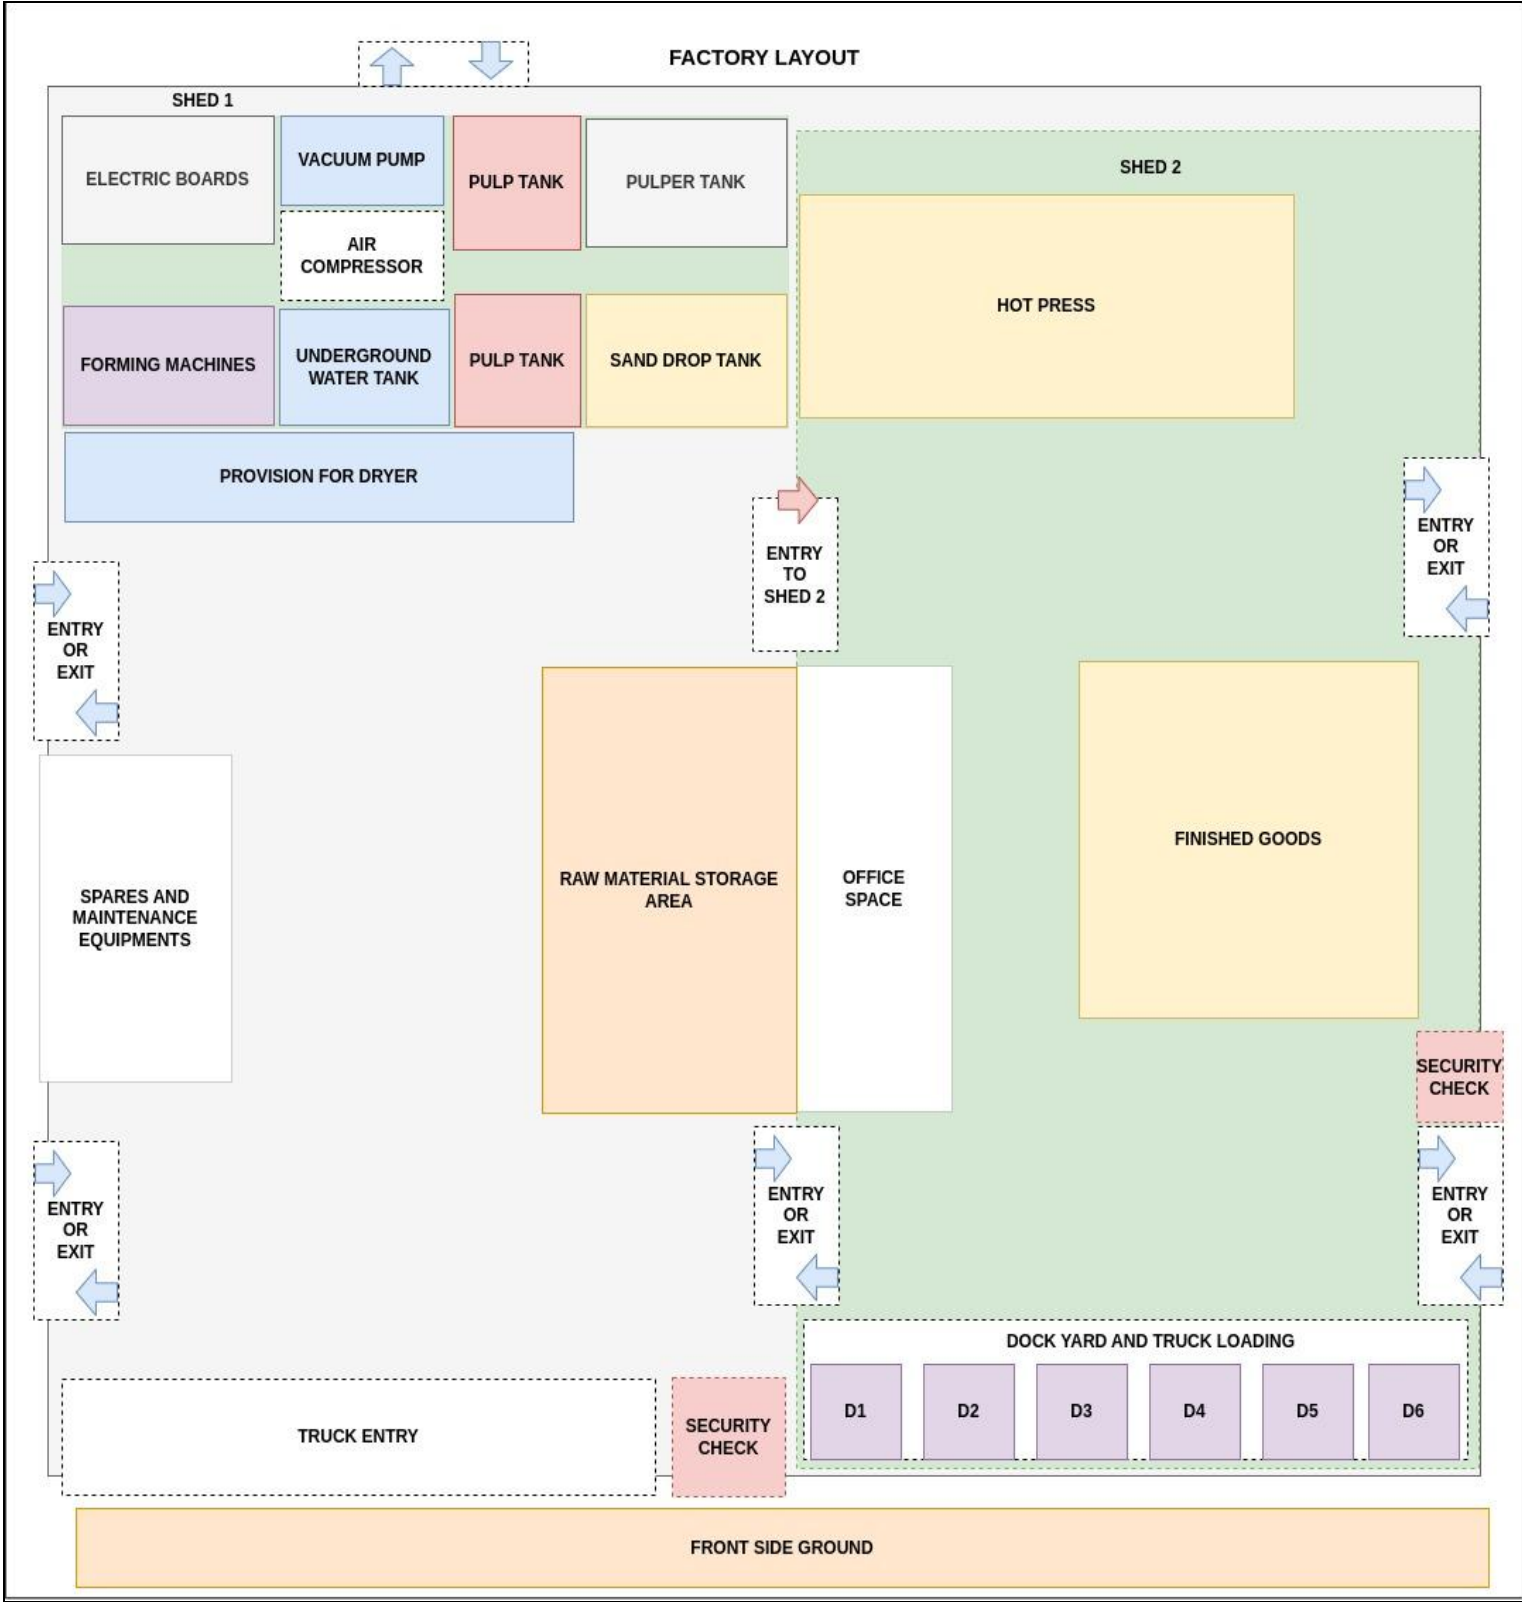 FACTORY LAYOUT
SHED 1
ELECTRIC BOARDS
VACUUM PUMP
PULP TANK
PULPER TANK
AIR
COMPRESSOR
FORMING MACHINES
UNDERGROUND
WATER TANK
PULP TANK
SAND DROP TANK
PROVISION FOR DRYER
SHED 2
HOT PRESS
ENTRY
TO
SHED 2
ENTRY
OR
EXIT
ENTRY
OR
EXIT
SPARES AND
MAINTENANCE
EQUIPMENTS
RAW MATERIAL STORAGE
AREA
OFFICE
SPACE
FINISHED GOODS
SECURITY
CHECK
ENTRY
OR
EXIT
ENTRY
OR
EXIT
ENTRY
OR
EXIT
TRUCK ENTRY
SECURITY
CHECK
DOCK YARD AND TRUCK LOADING
D1
D2
D3
D4
D5
D6
FRONT SIDE GROUND